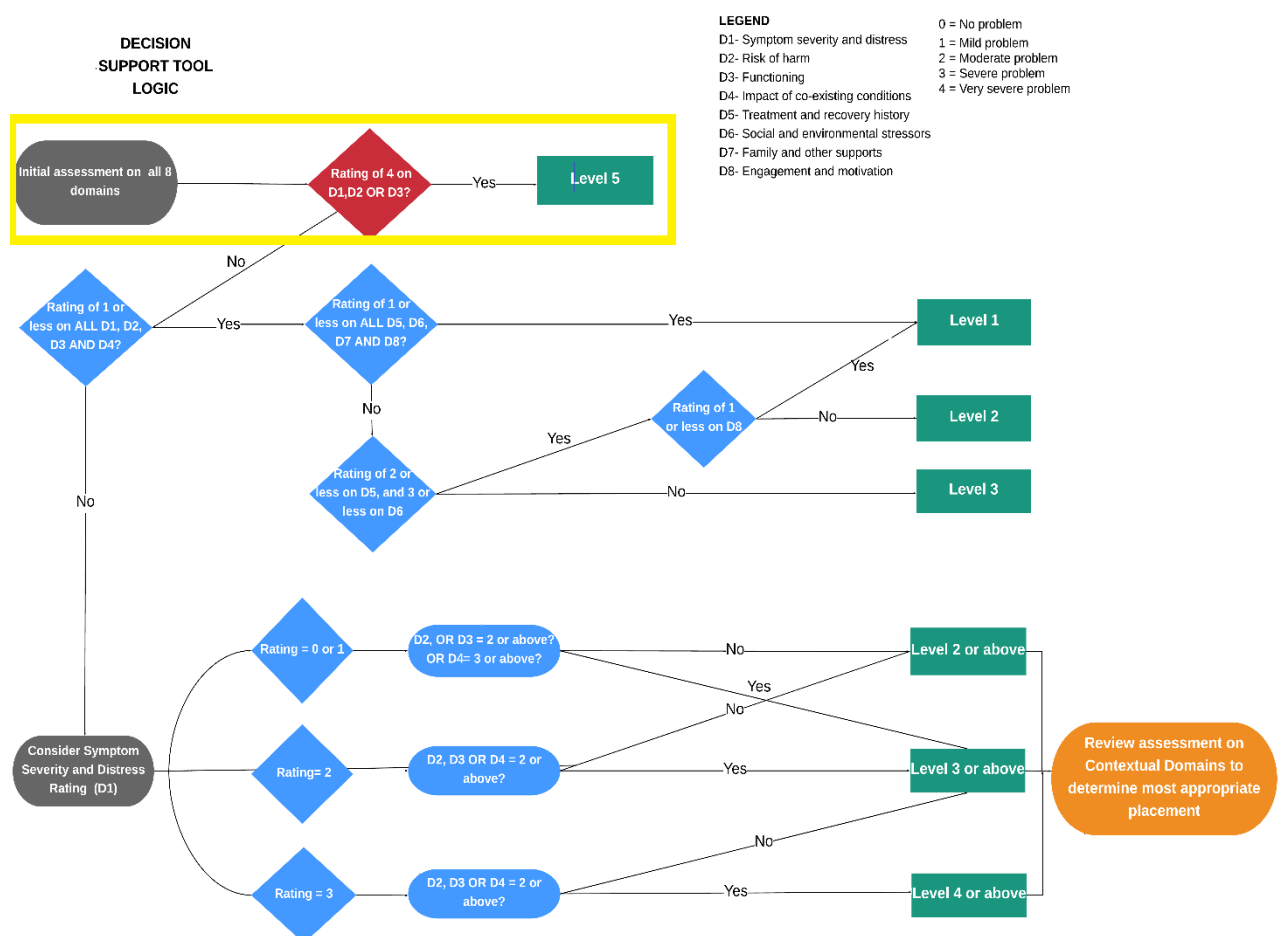 DECISION
SUPPORT TOOL
LOGIC
LEGEND
D1- Symptom severity and distress
D2- Risk of harm
D3- Functioning
D4- Impact of co-existing conditions
D5- Treatment and recovery history
D6- Social and environmental stressors
D7- Family and other supports
D8- Engagement and motivation
0 = No problem
1 = Mild problem
2 = Moderate problem
3 = Severe problem
4 = Very severe problem
Initial assessment on all 8
domains
Rating of 4 on
D1,D2 OR D3?
Yes
Level 5
No
Rating of 1 or
less on ALL D1, D2,
D3 AND D4?
Yes
Rating of 1 or
less on ALL D5, D6,
D7 AND D8?
Yes
Level 1
Yes
No
Rating of 1
or less on D8
No
Level 2
Yes
Rating of 2 or
less on D5, and 3 or
less on D6
No
Level 3
No
Rating = 0 or 1
D2, OR D3 = 2 or above?
OR D4= 3 or above?
No
Level 2 or above
Yes
No
Consider Symptom
Severity and Distress
Rating (D1)
Rating= 2
D2, D3 OR D4 = 2 or
above?
Yes
Level 3 or above
Review assessment on
Contextual Domains to
determine most appropriate
placement
No
Rating = 3
D2, D3 OR D4 = 2 or
above?
Yes
Level 4 or above